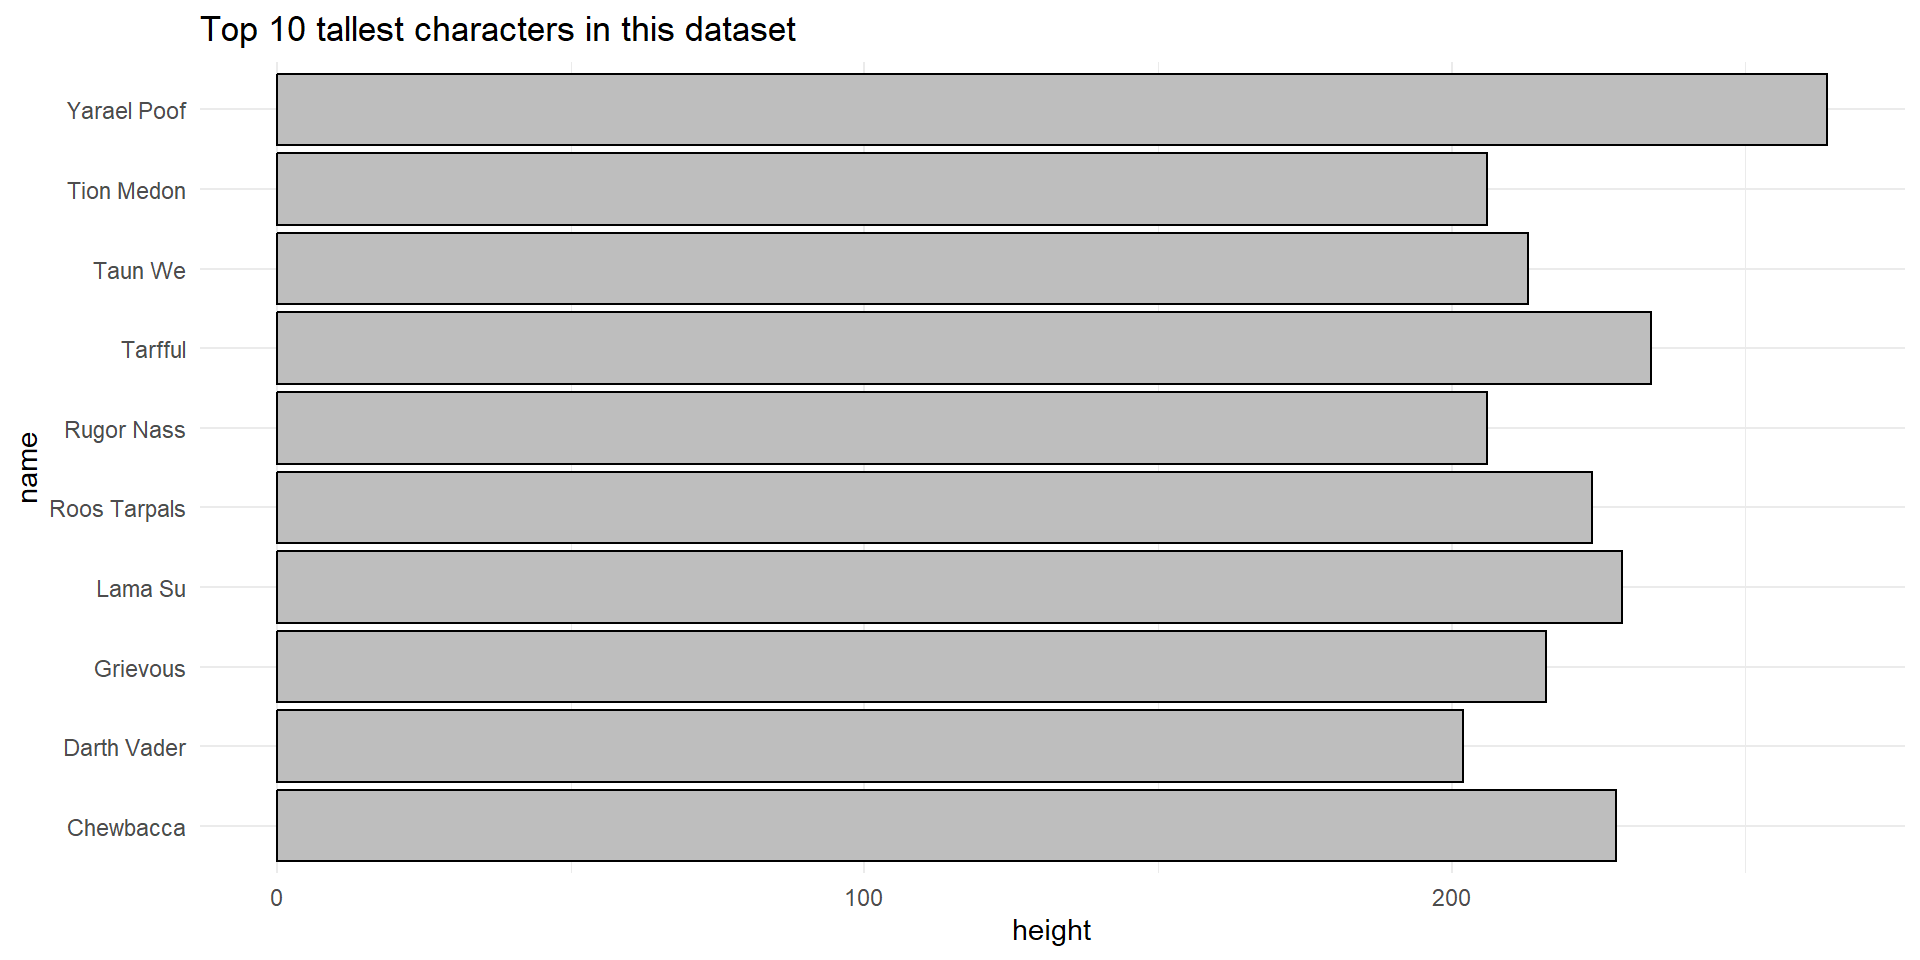 Top 10 tallest characters in this dataset
Yarael Poof
Tion Medon
Taun We
Tarfful
Rugor Nass
name
Roos Tarpals
Lama Su
Grievous
Darth Vader
Chewbacca
0 100 200
height